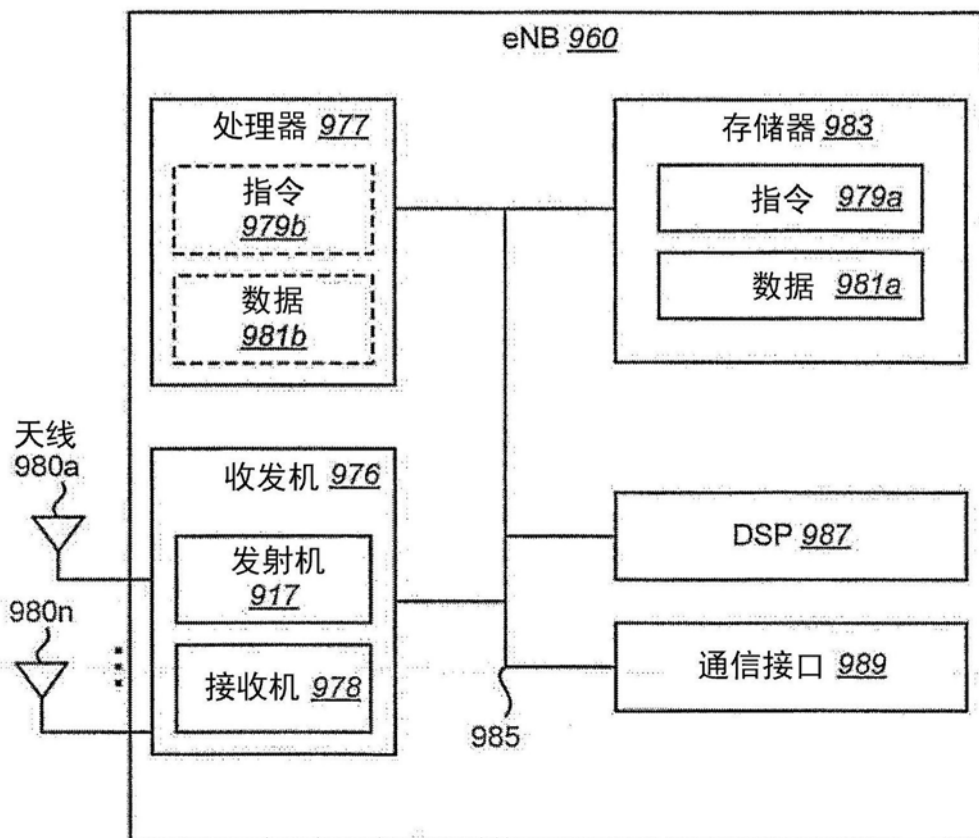 eNB 960
处理器 977
指令
979b
数据
981b
存储器 983
指令 979a
数据 981a
天线
980a
980n
收发机 976
发射机
917
接收机 978
DSP 987
通信接口 989
985